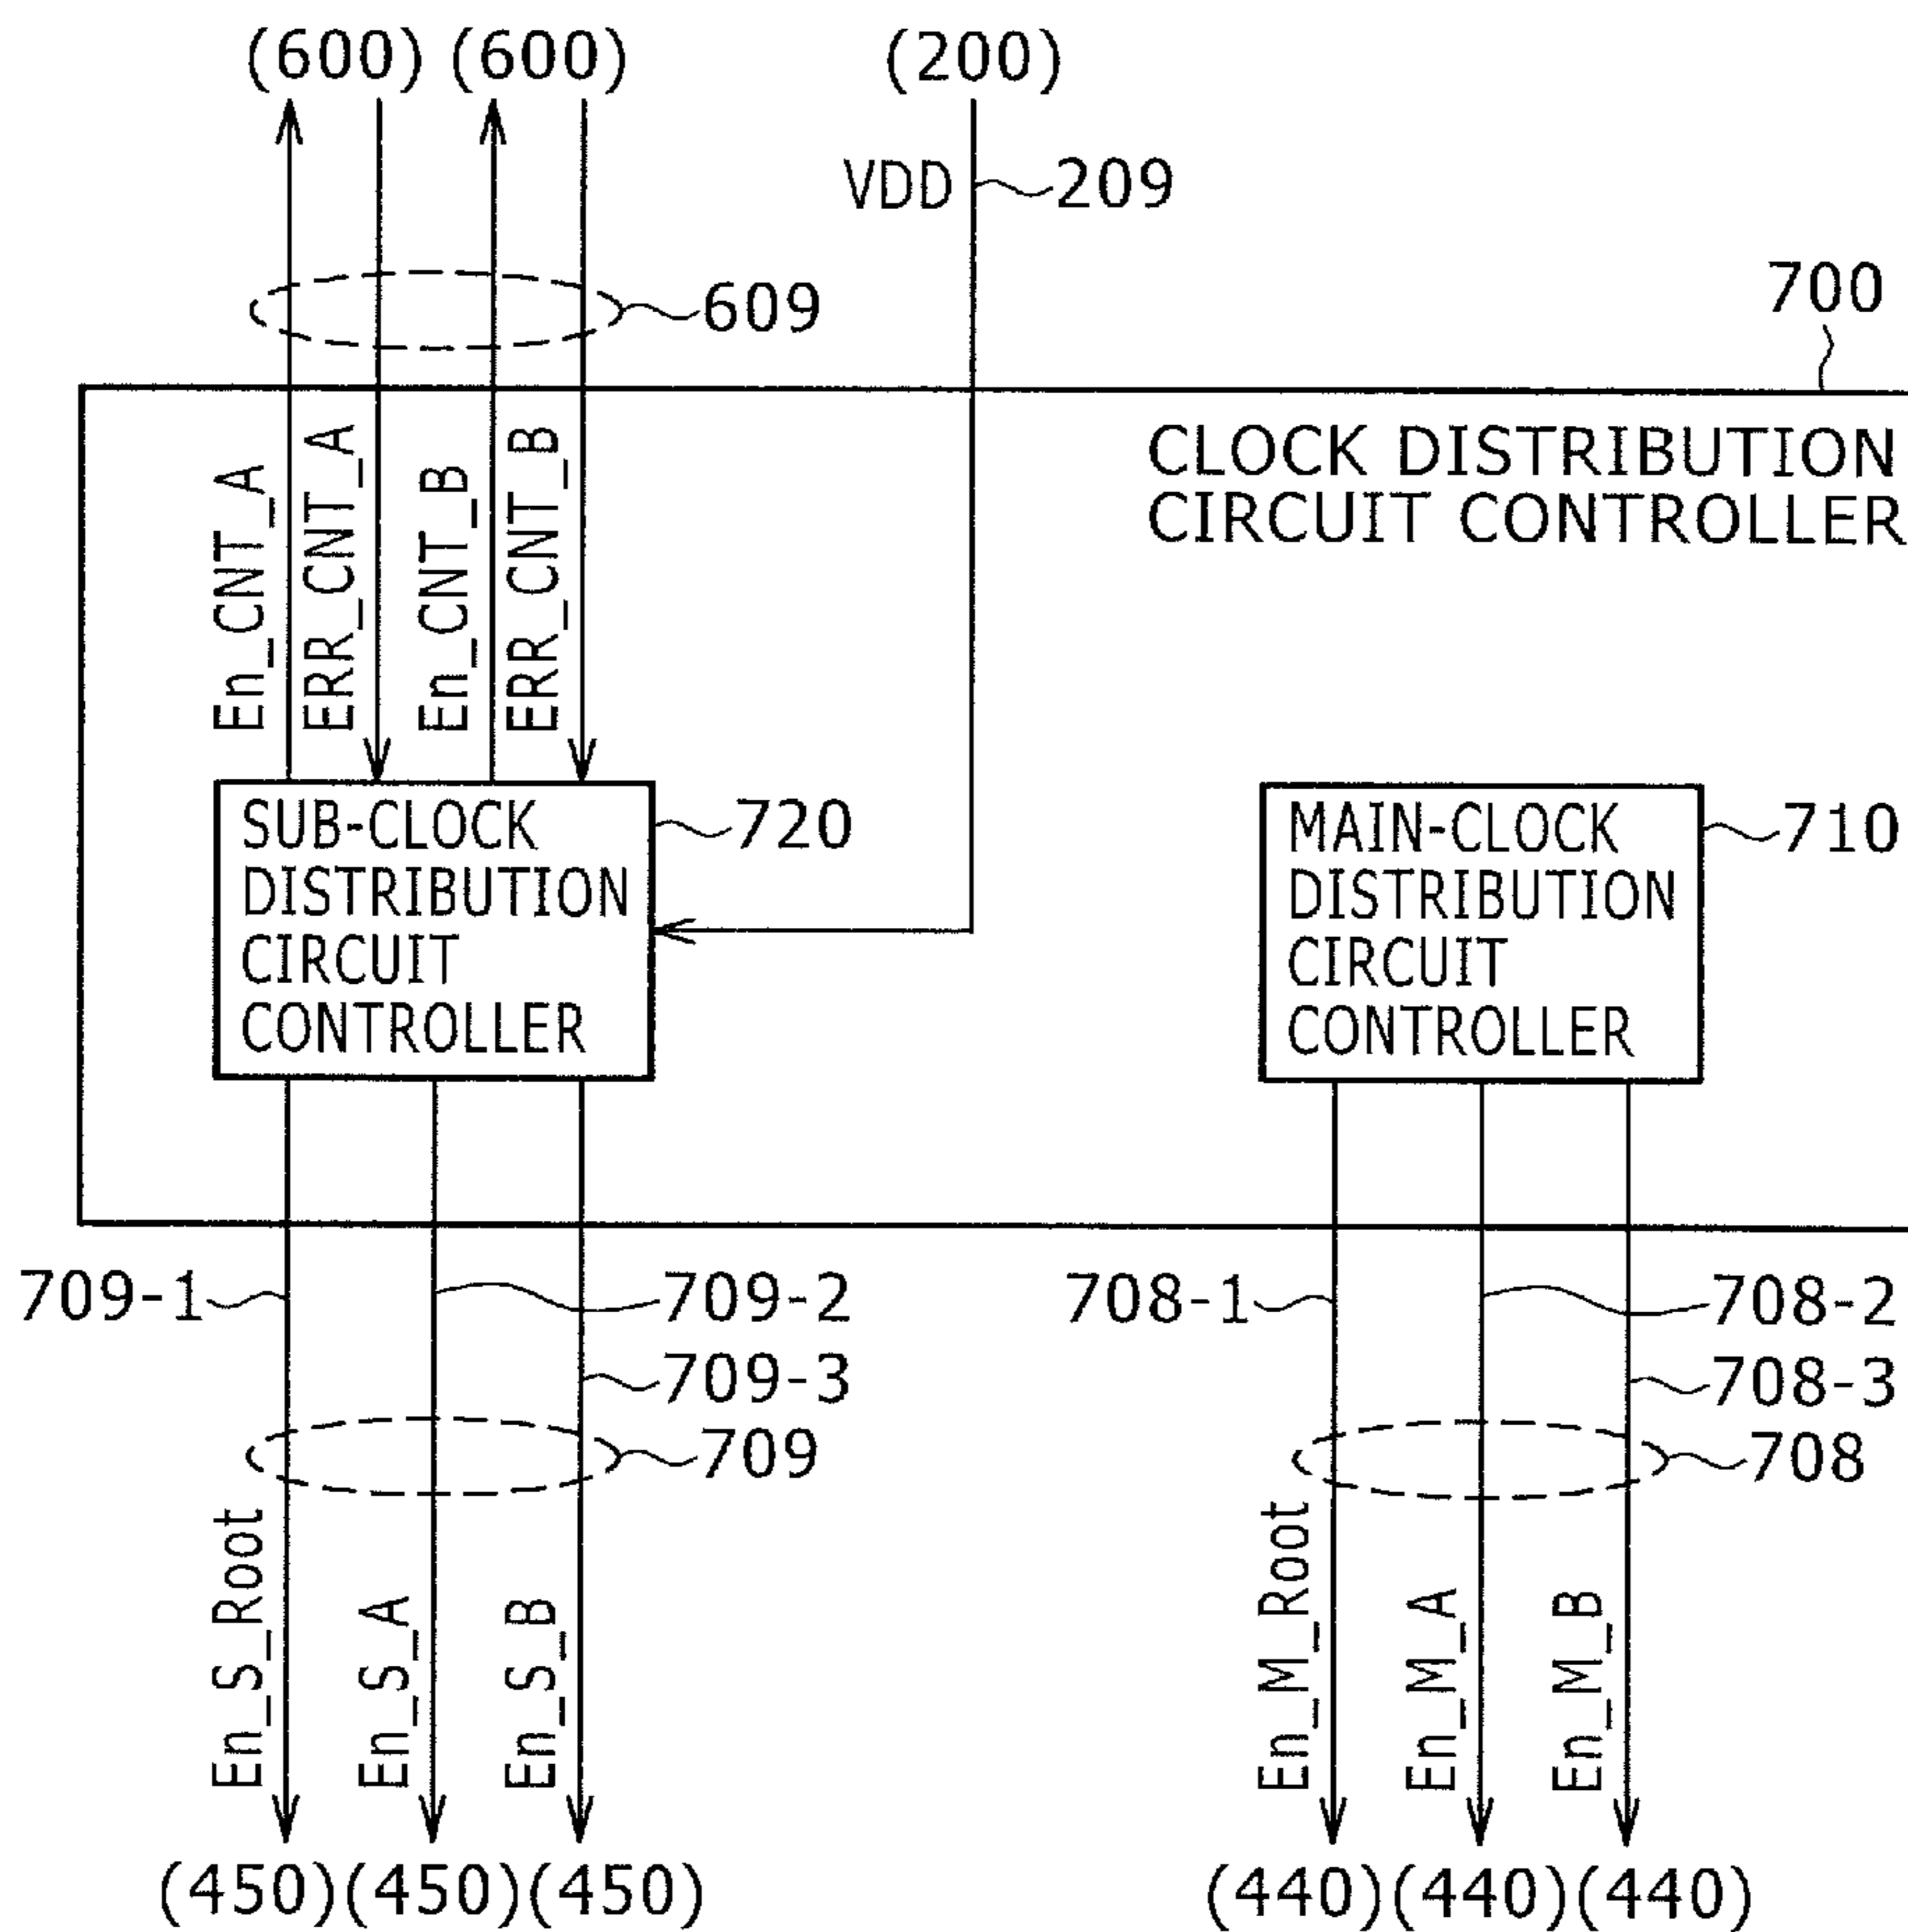 (600) (600) (200)
VDD 209
609
700
CLOCK DISTRIBUTION
CIRCUIT CONTROLLER
En_CNT_A
ERR_CNT_A
En_CNT_B
ERR_CNT_B
SUB-CLOCK
DISTRIBUTION
CIRCUIT
CONTROLLER
720
MAIN-CLOCK
DISTRIBUTION
CIRCUIT
CONTROLLER
710
709-1
709-2
709-3
709
708-1
708-2
708-3
708
En_S_Root
En_S_A
En_S_B
En_M_Root
En_M_A
En_M_B
(450) (450) (450) (440) (440) (440)